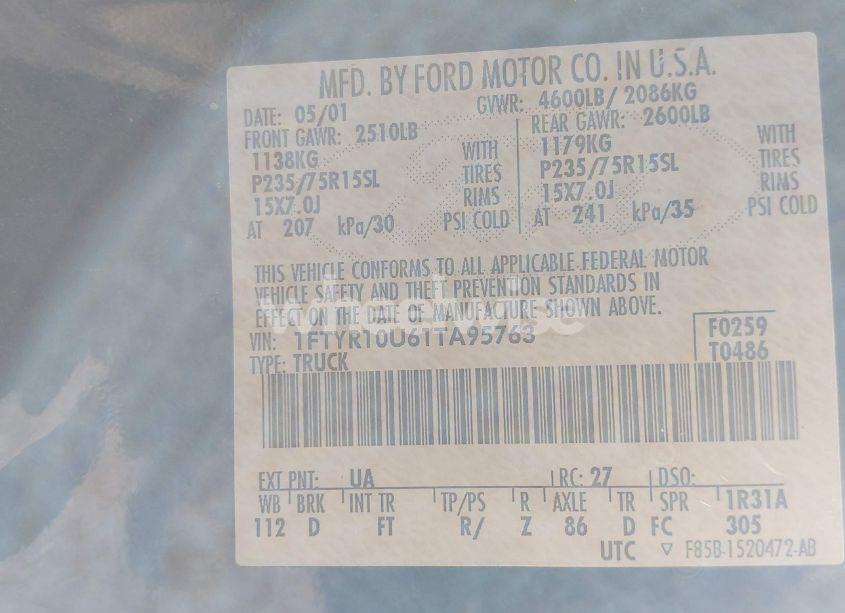 MFD. BY FORD MOTOR CO. IN U.S.A.
DATE: 05/01 GVWR: 4600LB/ 2086KG
FRONT GAWR: 2510LB REAR GAWR: 2600LB
1138KG WITH 1179KG WITH
P235/75R15SL TIRES P235/75R15SL TIRES
15X7.0J RIMS 15X7.0J RIMS
AT 207 kPa/30 PSI COLD AT 241 kPa/35 PSI COLD
THIS VEHICLE CONFORMS TO ALL APPLICABLE FEDERAL MOTOR
VEHICLE SAFETY AND THEFT PREVENTION STANDARDS IN
EFFECT ON THE DATE OF MANUFACTURE SHOWN ABOVE.
VIN: 1FTYR10U61TA95763 F0259
TYPE: TRUCK T0486
EXT PNT: UA RC: 27 DSO:
WB BRK INT TR TP/PS R AXLE TR SPR 1R31A
112 D FT R/ Z 86 D FC 305
UTC ▽ F85B-1520472-AB